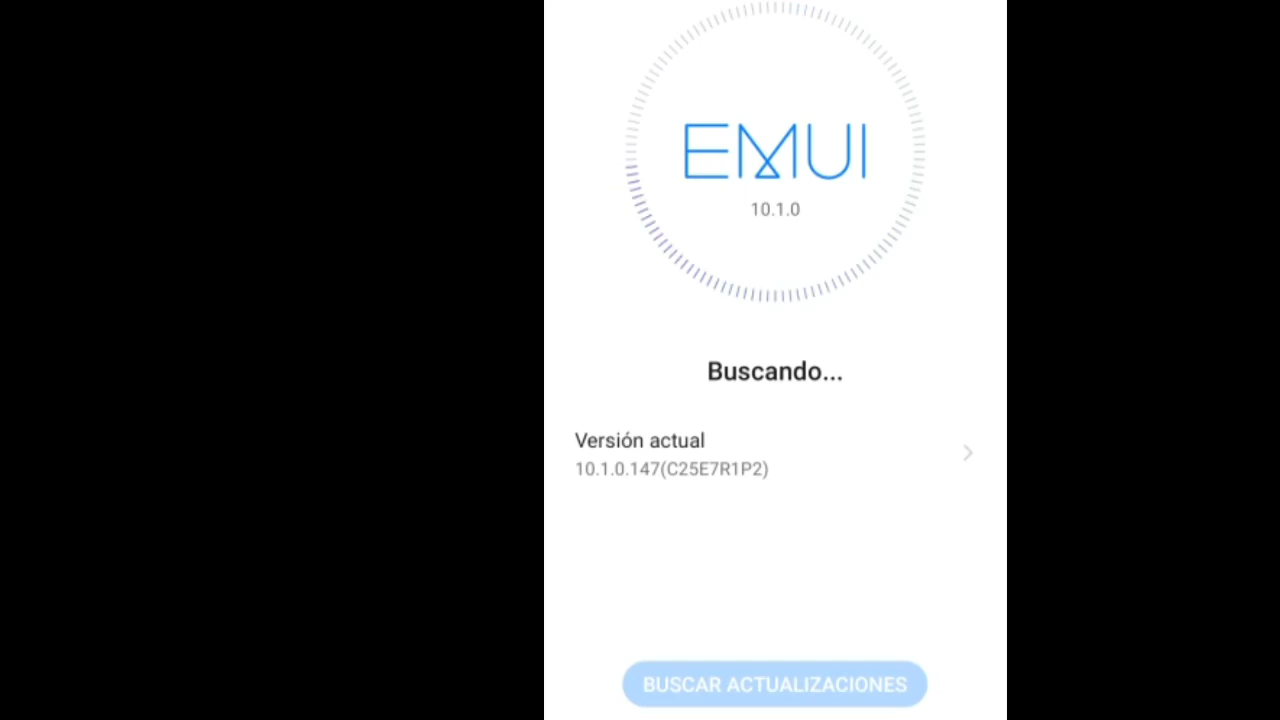 EMUI
10.1.0
Buscando...
Versión actual
10.1.0.147(C25E7R1P2)
BUSCAR ACTUALIZACIONES